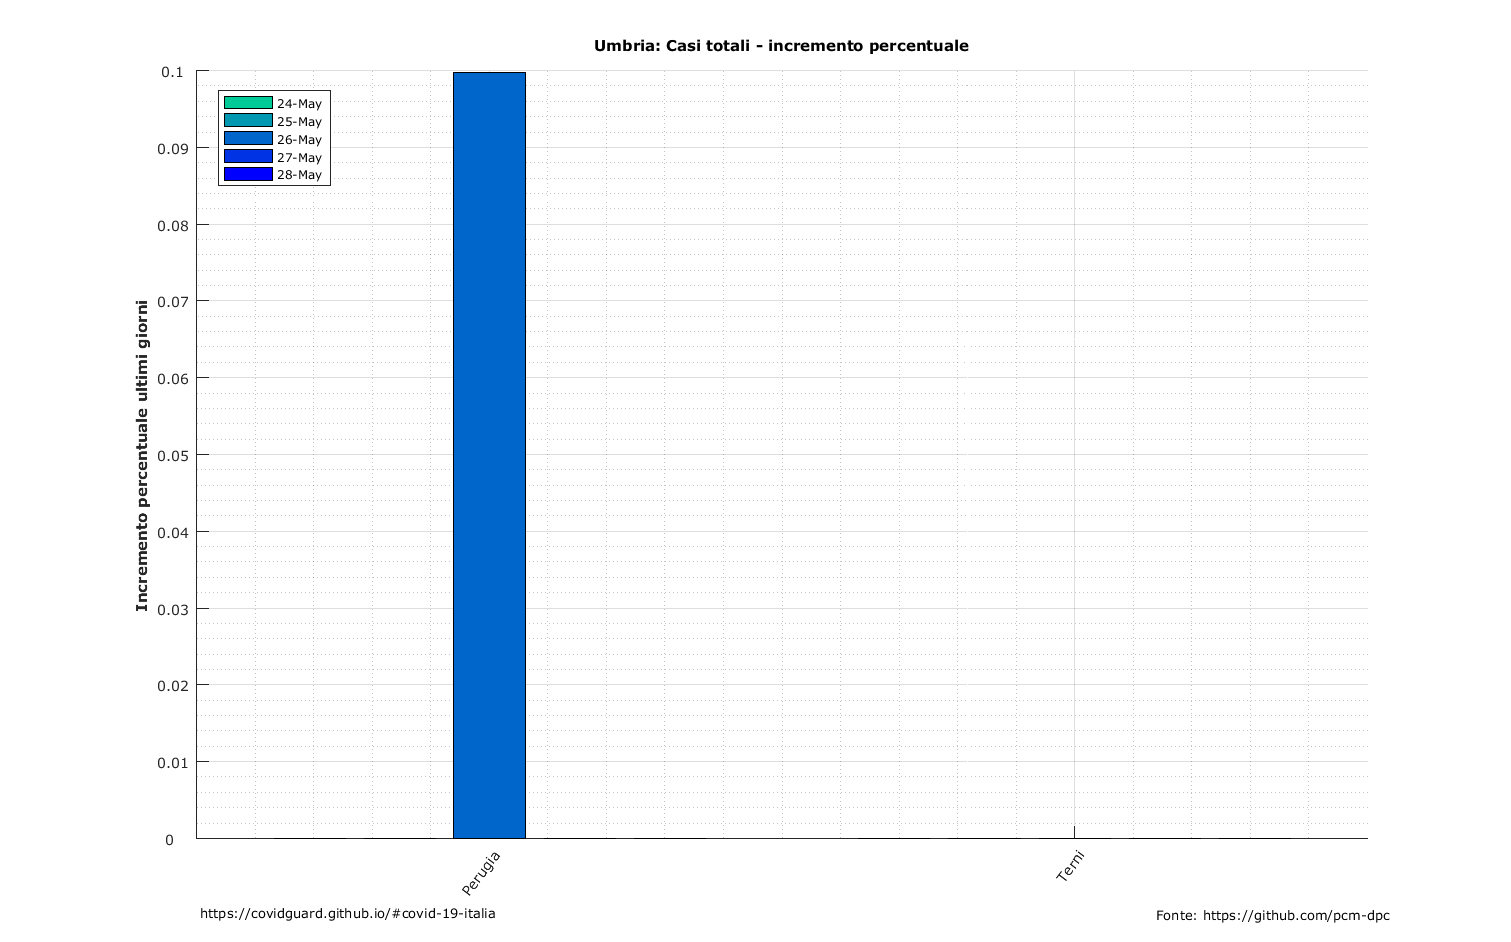 Umbria: Casi totali - incremento percentuale
0.1
0.09
0.08
0.07
0.06
0.05
0.04
0.03
0.02
0.01
0
Incremento percentuale ultimi giorni
24-May
25-May
26-May
27-May
28-May
Perugia
Terni
https://covidguard.github.io/#covid-19-italia
Fonte: https://github.com/pcm-dpc